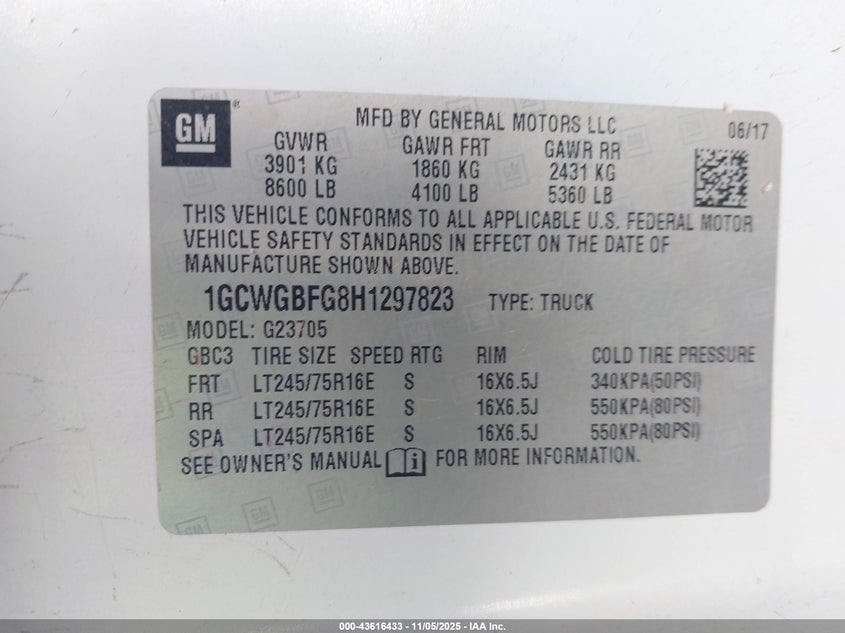 GM®
MFD BY GENERAL MOTORS LLC
06/17
GVWR GAWR FRT GAWR RR
3901 KG 1860 KG 2431 KG
8600 LB 4100 LB 5360 LB
THIS VEHICLE CONFORMS TO ALL APPLICABLE U.S. FEDERAL MOTOR
VEHICLE SAFETY STANDARDS IN EFFECT ON THE DATE OF
MANUFACTURE SHOWN ABOVE.
1GCWGBFG8H1297823 TYPE: TRUCK
MODEL: G23705
GBC3 TIRE SIZE SPEED RTG RIM COLD TIRE PRESSURE
FRT LT245/75R16E S 16X6.5J 340KPA(50PSI)
RR LT245/75R16E S 16X6.5J 550KPA(80PSI)
SPA LT245/75R16E S 16X6.5J 550KPA(80PSI)
SEE OWNER'S MANUAL i FOR MORE INFORMATION.
000-43616433 - 11/05/2025 - IAA Inc.